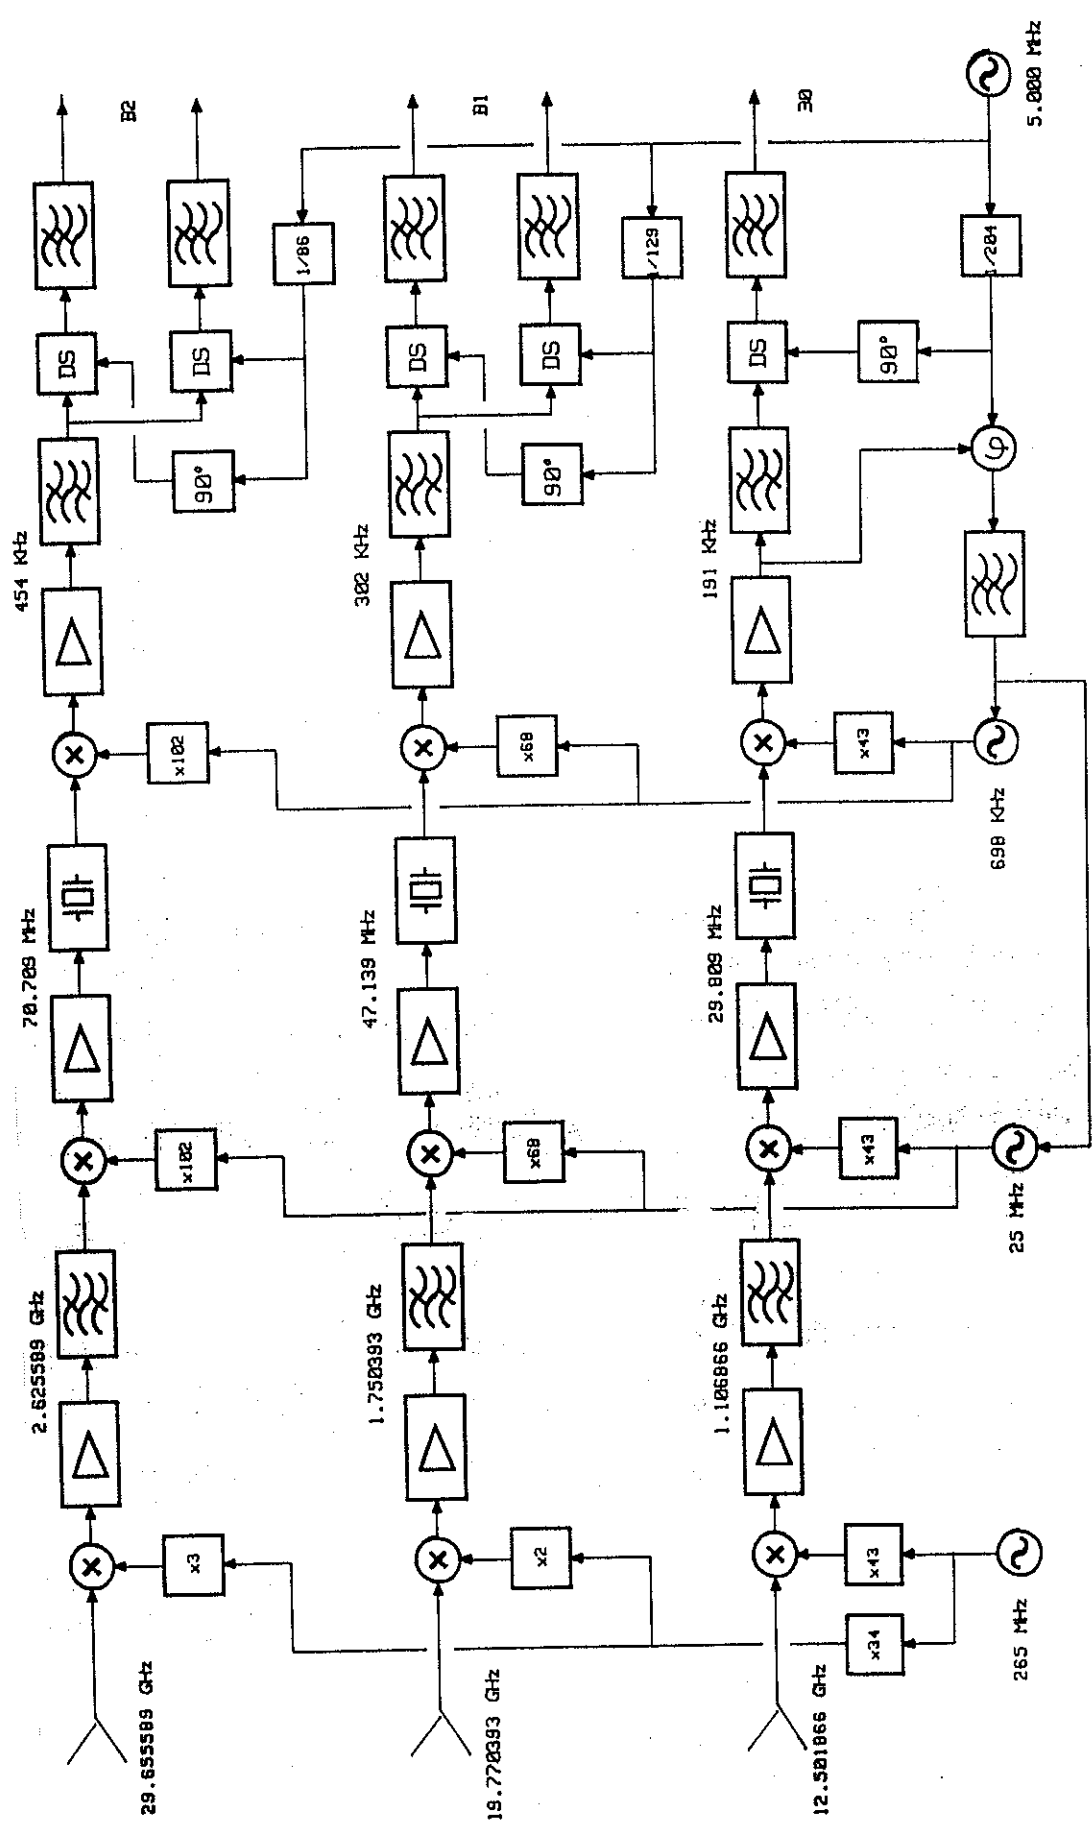 29.655589 GHz
x3
2.625589 GHz
x102
70.709 MHz
x102
454 KHz
90°
DS
DS
1/86
B2
19.770393 GHz
x2
1.750393 GHz
x68
47.139 MHz
x68
302 KHz
90°
DS
DS
1/129
B1
12.501866 GHz
x34
x43
265 MHz
1.106866 GHz
x43
25 MHz
29.809 MHz
x43
698 KHz
191 KHz
φ
90°
DS
1/204
30
5.000 MHz